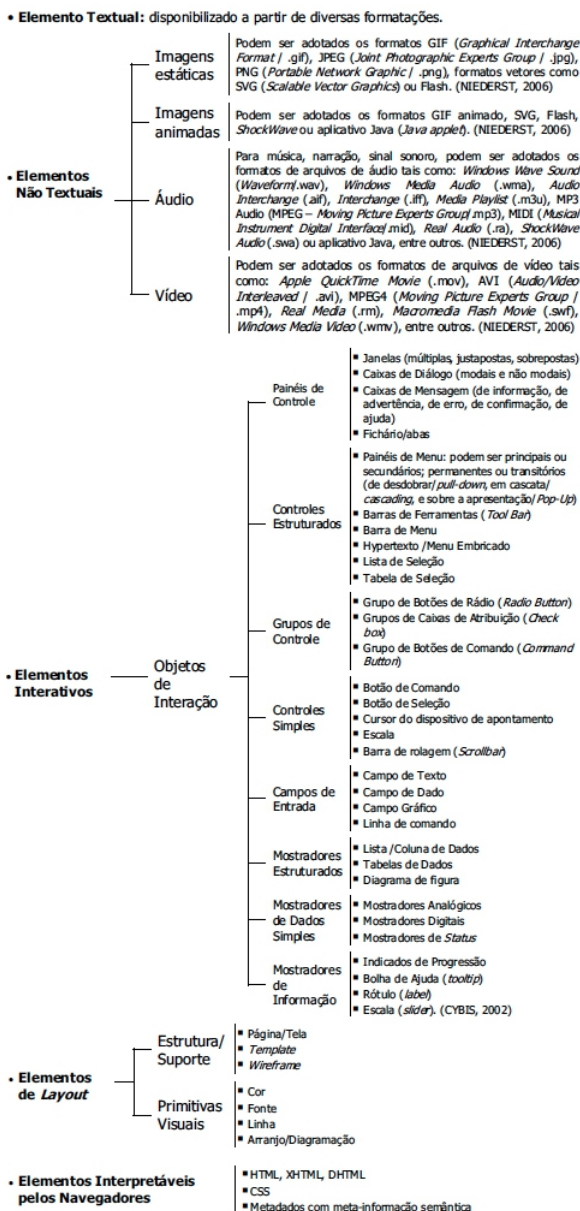 • Elemento Textual: disponibilizado a partir de diversas formatações.
• Elementos
Não Textuais
Imagens
estáticas
Podem ser adotados os formatos GIF (Graphical Interchange
Format / .gif), JPEG (Joint Photographic Experts Group / .jpg),
PNG (Portable Network Graphic / .png), formatos vetores como
SVG (Scalable Vector Graphics) ou Flash. (NIEDERST, 2006)
Imagens
animadas
Podem ser adotados os formatos GIF animado, SVG, Flash,
ShockWave ou aplicativo Java (Java applet). (NIEDERST, 2006)
Áudio
Para música, narração, sinal sonoro, podem ser adotados os
formatos de arquivos de áudio tais como: Windows Wave Sound
(Waveform/.wav), Windows Media Audio (.wma), Audio
Interchange (.aif), Interchange (.iff), Media Playlist (.m3u), MP3
Audio (MPEG – Moving Picture Experts Group/.mp3), MIDI (Musical
Instrument Digital Interface/.mid), Real Audio (.ra), ShockWave
Audio (.swa) ou aplicativo Java, entre outros. (NIEDERST, 2006)
Vídeo
Podem ser adotados os formatos de arquivos de vídeo tais
como: Apple QuickTime Movie (.mov), AVI (Audio/Video
Interleaved / .avi), MPEG4 (Moving Picture Experts Group /
.mp4), Real Media (.rm), Macromedia Flash Movie (.swf),
Windows Media Video (.wmv), entre outros. (NIEDERST, 2006)
• Elementos
Interativos
Objetos
de
Interação
Painéis de
Controle
▪ Janelas (múltiplas, justapostas, sobrepostas)
▪ Caixas de Diálogo (modais e não modais)
▪ Caixas de Mensagem (de informação, de
advertência, de erro, de confirmação, de
ajuda)
▪ Fichário/abas
Controles
Estruturados
▪ Painéis de Menu: podem ser principais ou
secundários; permanentes ou transitórios
(de desdobrar/pull-down, em cascata/
cascading, e sobre a apresentação/Pop-Up)
▪ Barras de Ferramentas (Tool Bar)
▪ Barra de Menu
▪ Hypertexto /Menu Embricado
▪ Lista de Seleção
▪ Tabela de Seleção
Grupos de
Controle
▪ Grupo de Botões de Rádio (Radio Button)
▪ Grupos de Caixas de Atribuição (Check
box)
▪ Grupo de Botões de Comando (Command
Button)
Controles
Simples
▪ Botão de Comando
▪ Botão de Seleção
▪ Cursor do dispositivo de apontamento
▪ Escala
▪ Barra de rolagem (Scrollbar)
Campos de
Entrada
▪ Campo de Texto
▪ Campo de Dado
▪ Campo Gráfico
▪ Linha de comando
Mostradores
Estruturados
▪ Lista /Coluna de Dados
▪ Tabelas de Dados
▪ Diagrama de figura
Mostradores
de Dados
Simples
▪ Mostradores Analógicos
▪ Mostradores Digitais
▪ Mostradores de Status
Mostradores
de
Informação
▪ Indicados de Progressão
▪ Bolha de Ajuda (tooltip)
▪ Rótulo (label)
▪ Escala (slider). (CYBIS, 2002)
• Elementos
de Layout
Estrutura/
Suporte
▪ Página/Tela
▪ Template
▪ Wireframe
Primitivas
Visuais
▪ Cor
▪ Fonte
▪ Linha
▪ Arranjo/Diagramação
• Elementos Interpretáveis
pelos Navegadores
▪ HTML, XHTML, DHTML
▪ CSS
▪ Metadados com meta-informação semântica